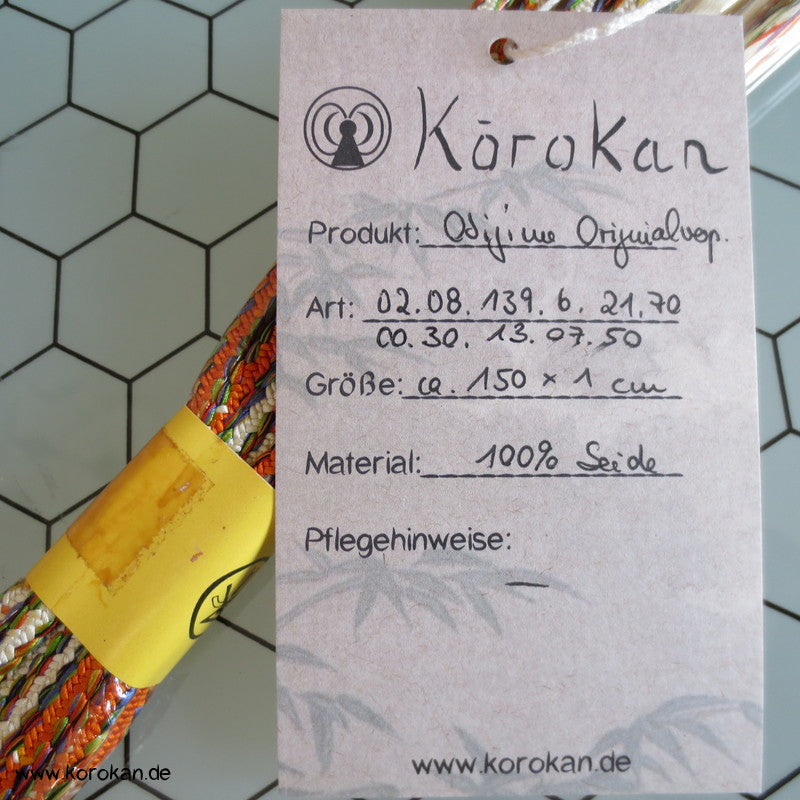 Kōrokan
Produkt: Obijime Originalverp.
Art: 02.08.139.6.21.70
00.30.13.07.50
Größe: ca. 150 x 1 cm
Material: 100% Seide
Pflegehinweise:
—
www.korokan.de
www.korokan.de